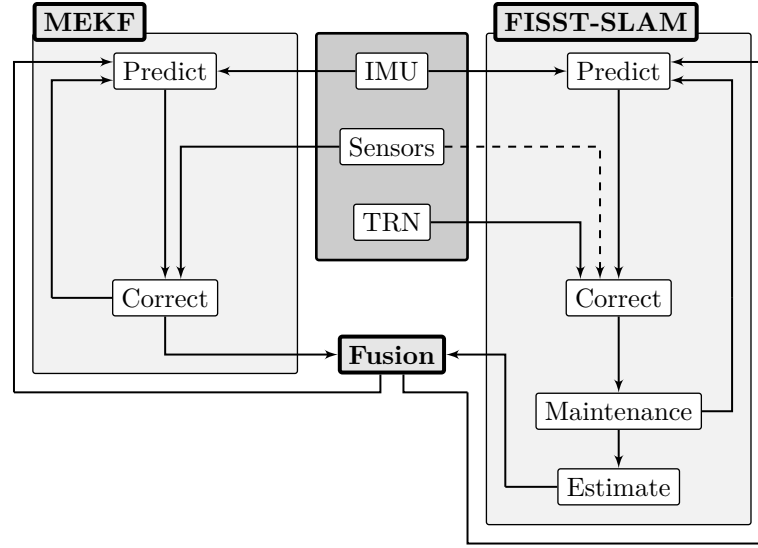 MEKF
FISST-SLAM
Predict
IMU
Predict
Sensors
TRN
Correct
Correct
Fusion
Maintenance
Estimate